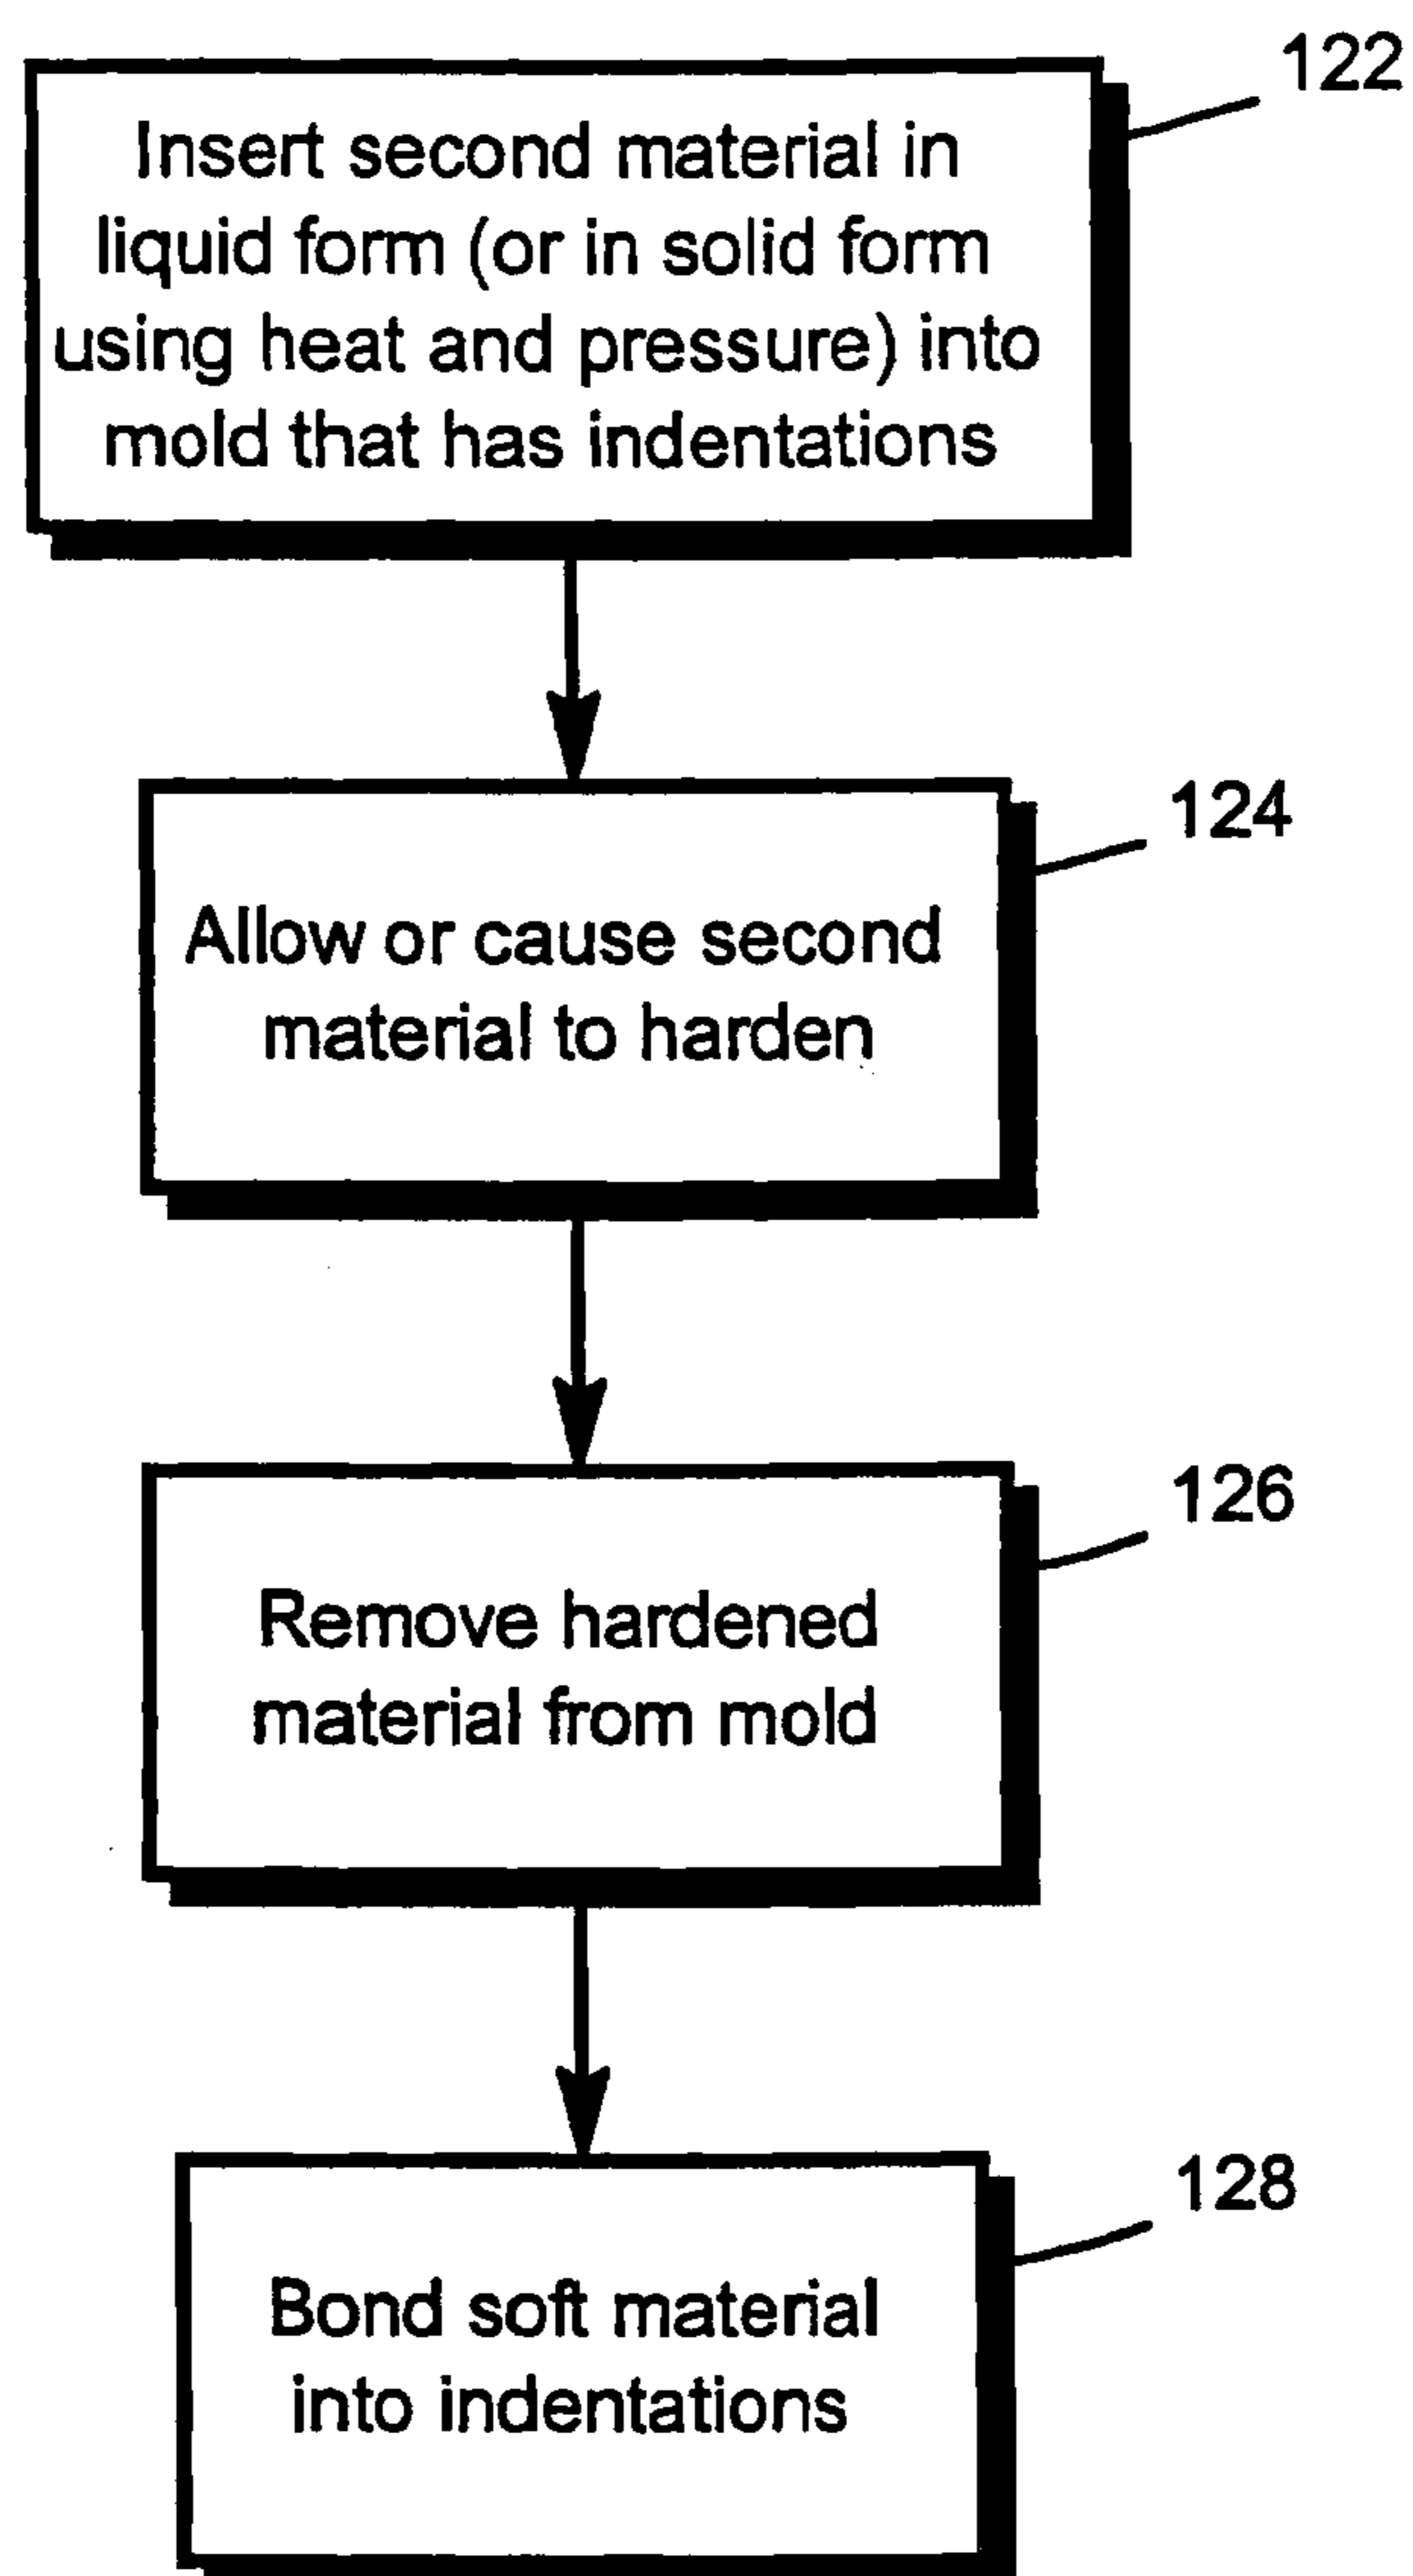 122
Insert second material in
liquid form (or in solid form
using heat and pressure) into
mold that has indentations
124
Allow or cause second
material to harden
126
Remove hardened
material from mold
128
Bond soft material
into indentations